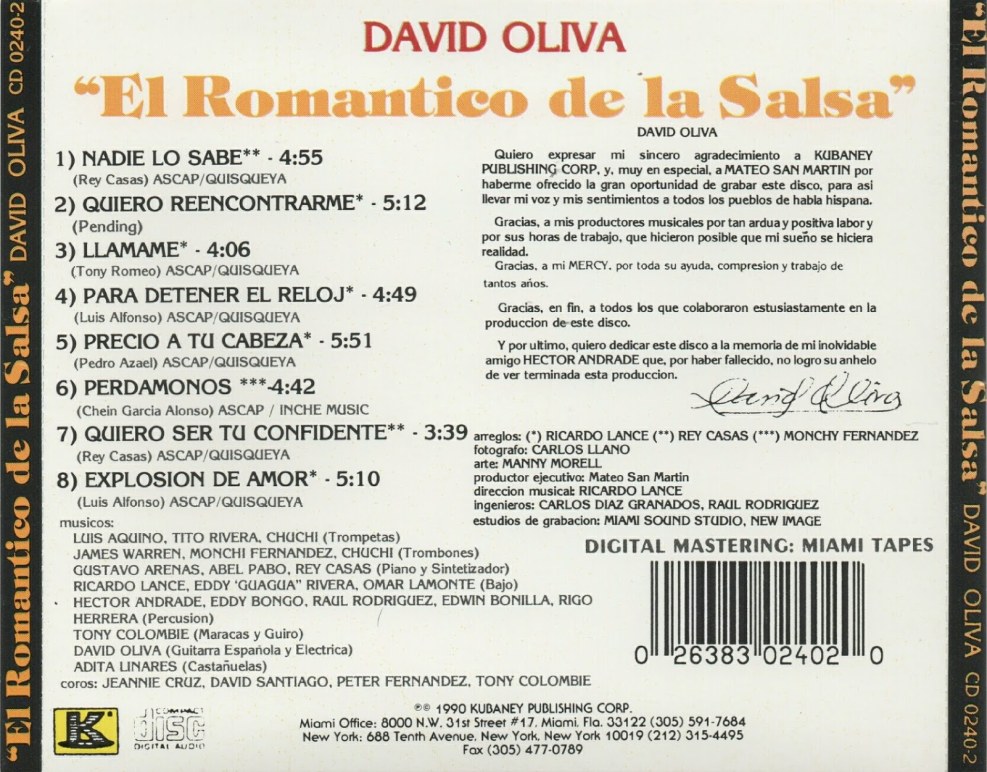 "El Romantico de la Salsa" DAVID OLIVA CD 0240-2
DAVID OLIVA
"El Romantico de la Salsa"
1) NADIE LO SABE** - 4:55
(Rey Casas) ASCAP/QUISQUEYA
2) QUIERO REENCONTRARME* - 5:12
(Pending)
3) LLAMAME* - 4:06
(Tony Romeo) ASCAP/QUISQUEYA
4) PARA DETENER EL RELOJ* - 4:49
(Luis Alfonso) ASCAP/QUISQUEYA
5) PRECIO A TU CABEZA* - 5:51
(Pedro Azael) ASCAP/QUISQUEYA
6) PERDAMONOS ***-4:42
(Chein Garcia Alonso) ASCAP / INCHE MUSIC
7) QUIERO SER TU CONFIDENTE** - 3:39
(Rey Casas) ASCAP/QUISQUEYA
8) EXPLOSION DE AMOR* - 5:10
(Luis Alfonso) ASCAP/QUISQUEYA
musicos:
LUIS AQUINO, TITO RIVERA, CHUCHI (Trompetas)
JAMES WARREN, MONCHI FERNANDEZ, CHUCHI (Trombones)
GUSTAVO ARENAS, ABEL PABO, REY CASAS (Piano y Sintetizador)
RICARDO LANCE, EDDY 'GUAGUA" RIVERA, OMAR LAMONTE (Bajo)
HECTOR ANDRADE, EDDY BONGO, RAUL RODRIGUEZ, EDWIN BONILLA, RIGO
HERRERA (Percusion)
TONY COLOMBIE (Maracas y Guiro)
DAVID OLIVA (Guitarra Española y Electrica)
ADITA LINARES (Castañuelas)
coros: JEANNIE CRUZ, DAVID SANTIAGO, PETER FERNANDEZ, TONY COLOMBIE
DAVID OLIVA
Quiero expresar mi sincero agradecimiento a KUBANEY
PUBLISHING CORP, y, muy en especial, a MATEO SAN MARTIN por
haberme ofrecido la gran oportunidad de grabar este disco, para asi
llevar mi voz y mis sentimientos a todos los pueblos de habla hispana.
Gracias, a mis productores musicales por tan ardua y positiva labor y
por sus horas de trabajo, que hicieron posible que mi sueño se hiciera
realidad.
Gracias, a mi MERCY, por toda su ayuda, compresion y trabajo de
tantos años.
Gracias, en fin, a todos los que colaboraron estusiastamente en la
produccion de este disco.
Y por ultimo, quiero dedicar este disco a la memoria de mi inolvidable
amigo HECTOR ANDRADE que, por haber fallecido, no logro su anhelo
de ver terminada esta produccion.
David Oliva
arreglos: (*) RICARDO LANCE (**) REY CASAS (***) MONCHY FERNANDEZ
fotografo: CARLOS LLANO
arte: MANNY MORELL
productor ejecutivo: Mateo San Martin
direccion musical: RICARDO LANCE
ingenieros: CARLOS DIAZ GRANADOS, RAUL RODRIGUEZ
estudios de grabacion: MIAMI SOUND STUDIO, NEW IMAGE
DIGITAL MASTERING: MIAMI TAPES
0 26383 02402 0
K
COMPACT
disc
DIGITAL AUDIO
©℗ 1990 KUBANEY PUBLISHING CORP.
Miami Office: 8000 N.W. 31st Street #17, Miami, Fla. 33122 (305) 591-7684
New York: 688 Tenth Avenue, New York, New York 10019 (212) 315-4495
Fax (305) 477-0789
"El Romantico de la Salsa" DAVID OLIVA CD 0240-2